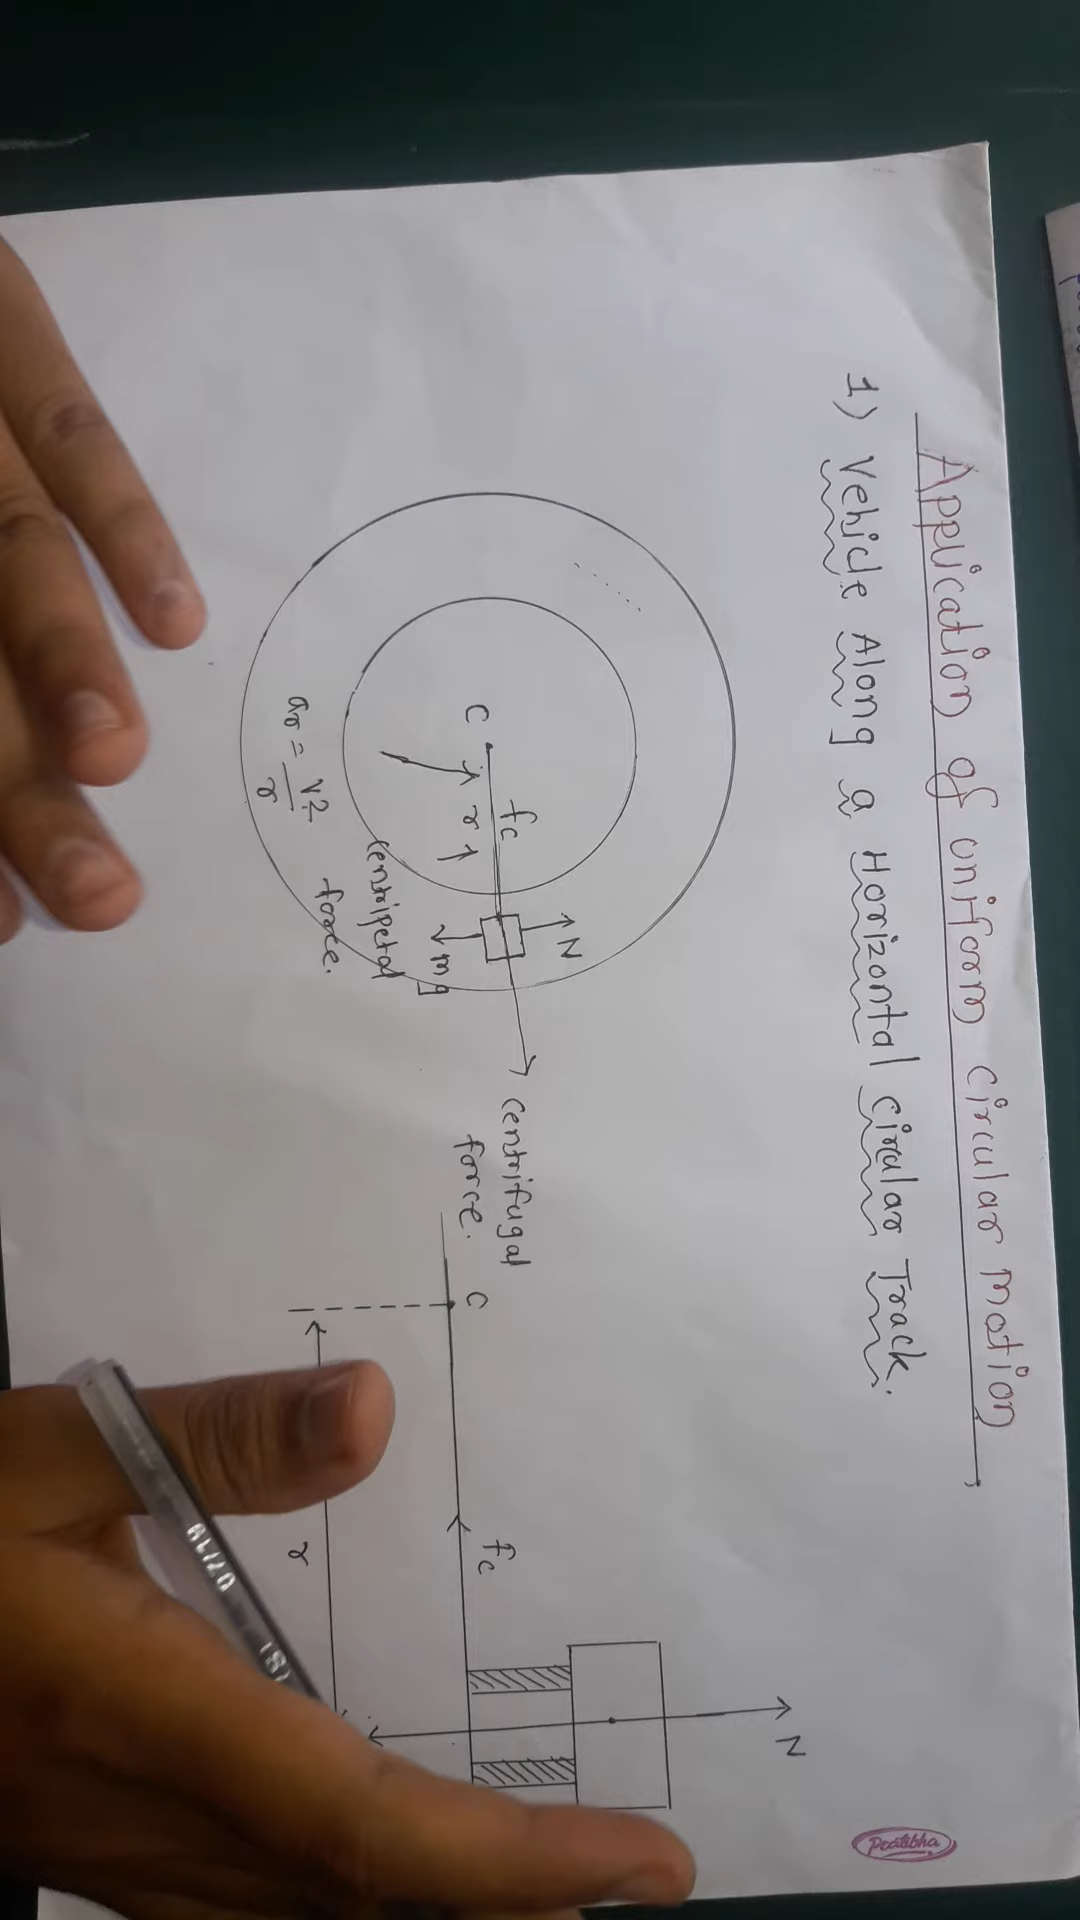 Application of uniform circular motion
1) Vehicle Along a Horizontal Circular Track.
N
C
fc
r
mg
centrifugal
force.
centripetal
force.
ar = v²/r
N
C
fc
r
Pratibha